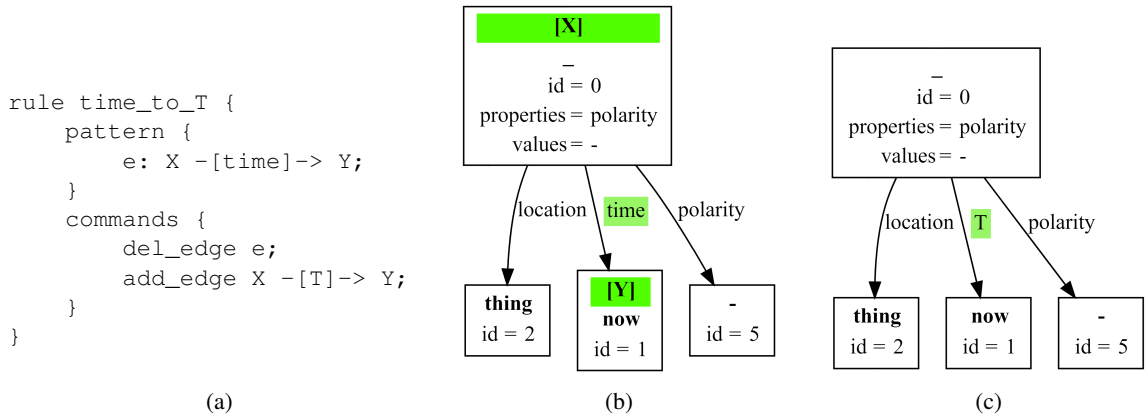 rule time_to_T {
pattern {
e: X -[time]-> Y;
}
commands {
del_edge e;
add_edge X -[T]-> Y;
}
}
(a)
[X]
_
id = 0
properties = polarity
values = -
location
time
polarity
thing
id = 2
[Y]
now
id = 1
-
id = 5
(b)
_
id = 0
properties = polarity
values = -
location
T
polarity
thing
id = 2
now
id = 1
-
id = 5
(c)